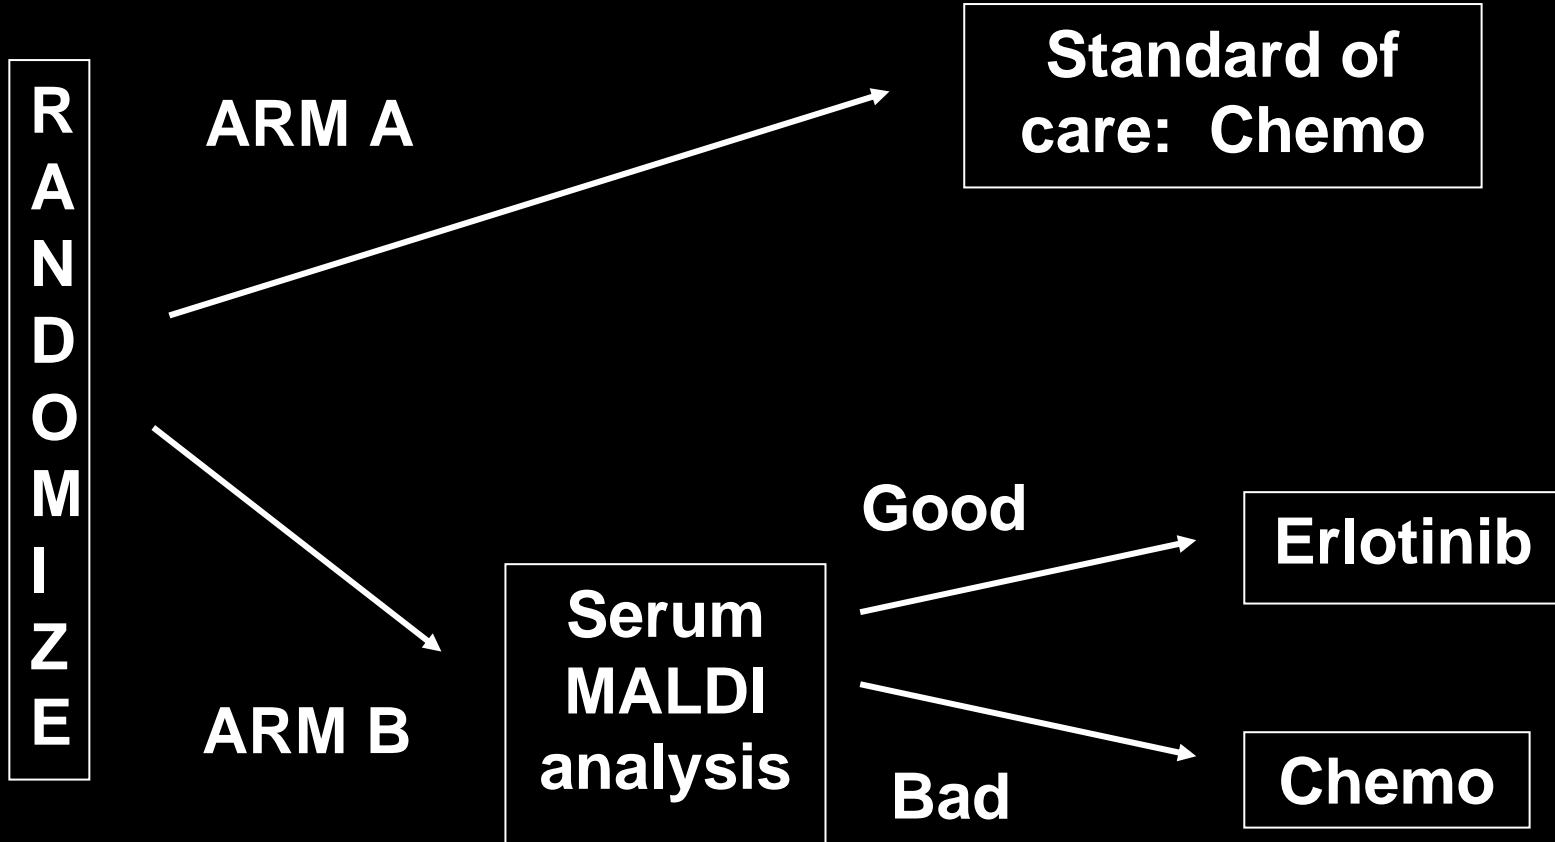 R
A
N
D
O
M
I
Z
E
ARM A
Standard of
care: Chemo
ARM B
Serum
MALDI
analysis
Good
Erlotinib
Bad
Chemo